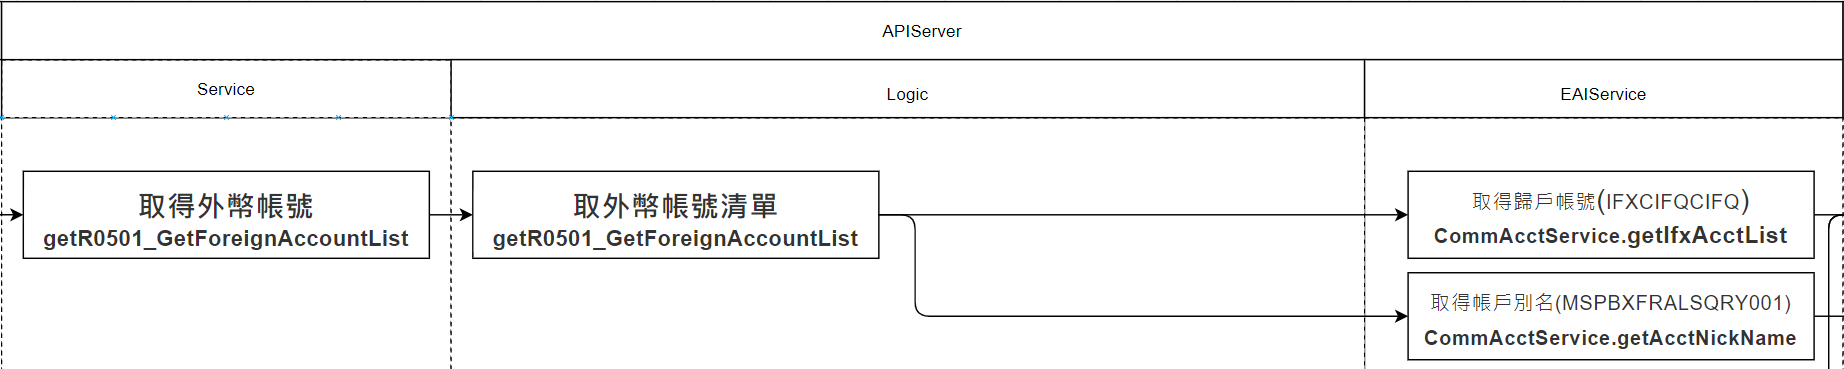 APIServer
Service
Logic
EAIService
取得外幣帳號
getR0501_GetForeignAccountList
取外幣帳號清單
getR0501_GetForeignAccountList
取得歸戶帳號(IFXCIFQCIFQ)
CommAcctService.getIfxAcctList
取得帳戶別名(MSPBXFRALSQRY001)
CommAcctService.getAcctNickName